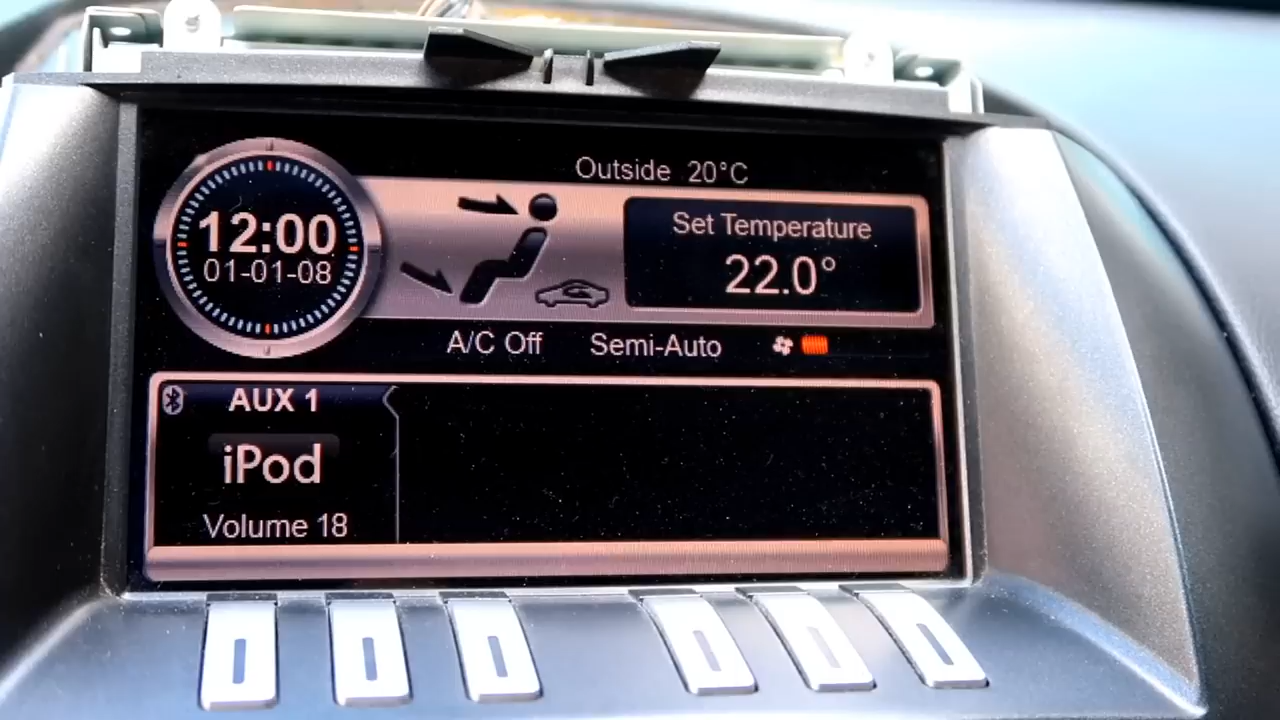 Outside 20°C
12:00
01-01-08
Set Temperature
22.0°
A/C Off Semi-Auto
AUX 1
iPod
Volume 18